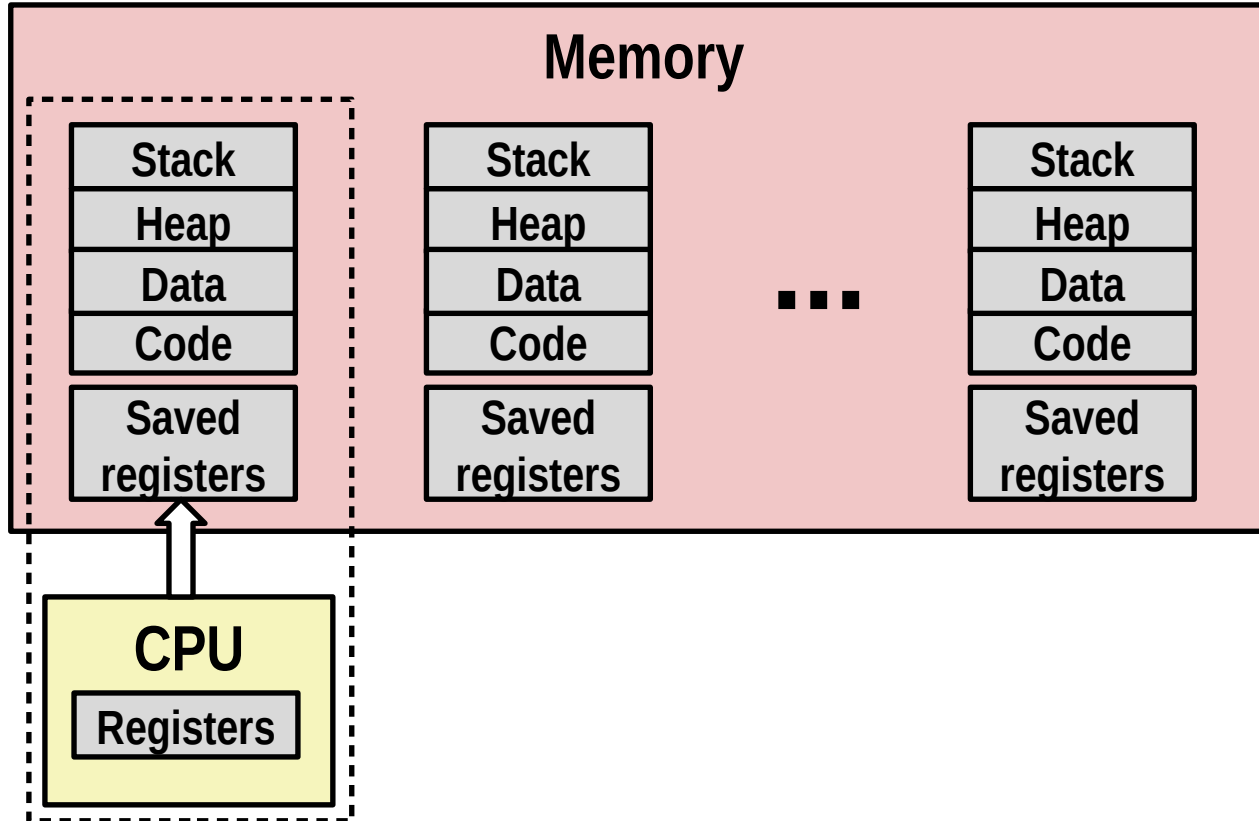 Memory
Stack
Heap
Data
Code
Saved
registers
Stack
Heap
Data
Code
Saved
registers
...
Stack
Heap
Data
Code
Saved
registers
CPU
Registers